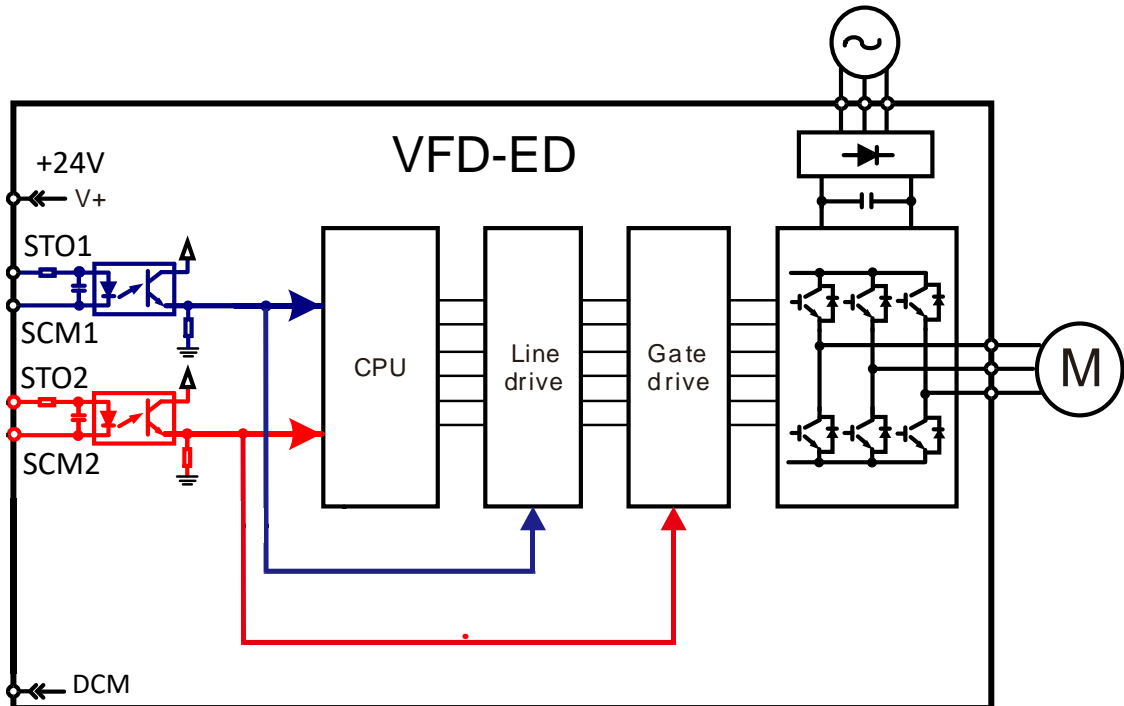 VFD-ED
+24V
V+
STO1
SCM1
STO2
SCM2
CPU
Line
drive
Gate
drive
M
DCM